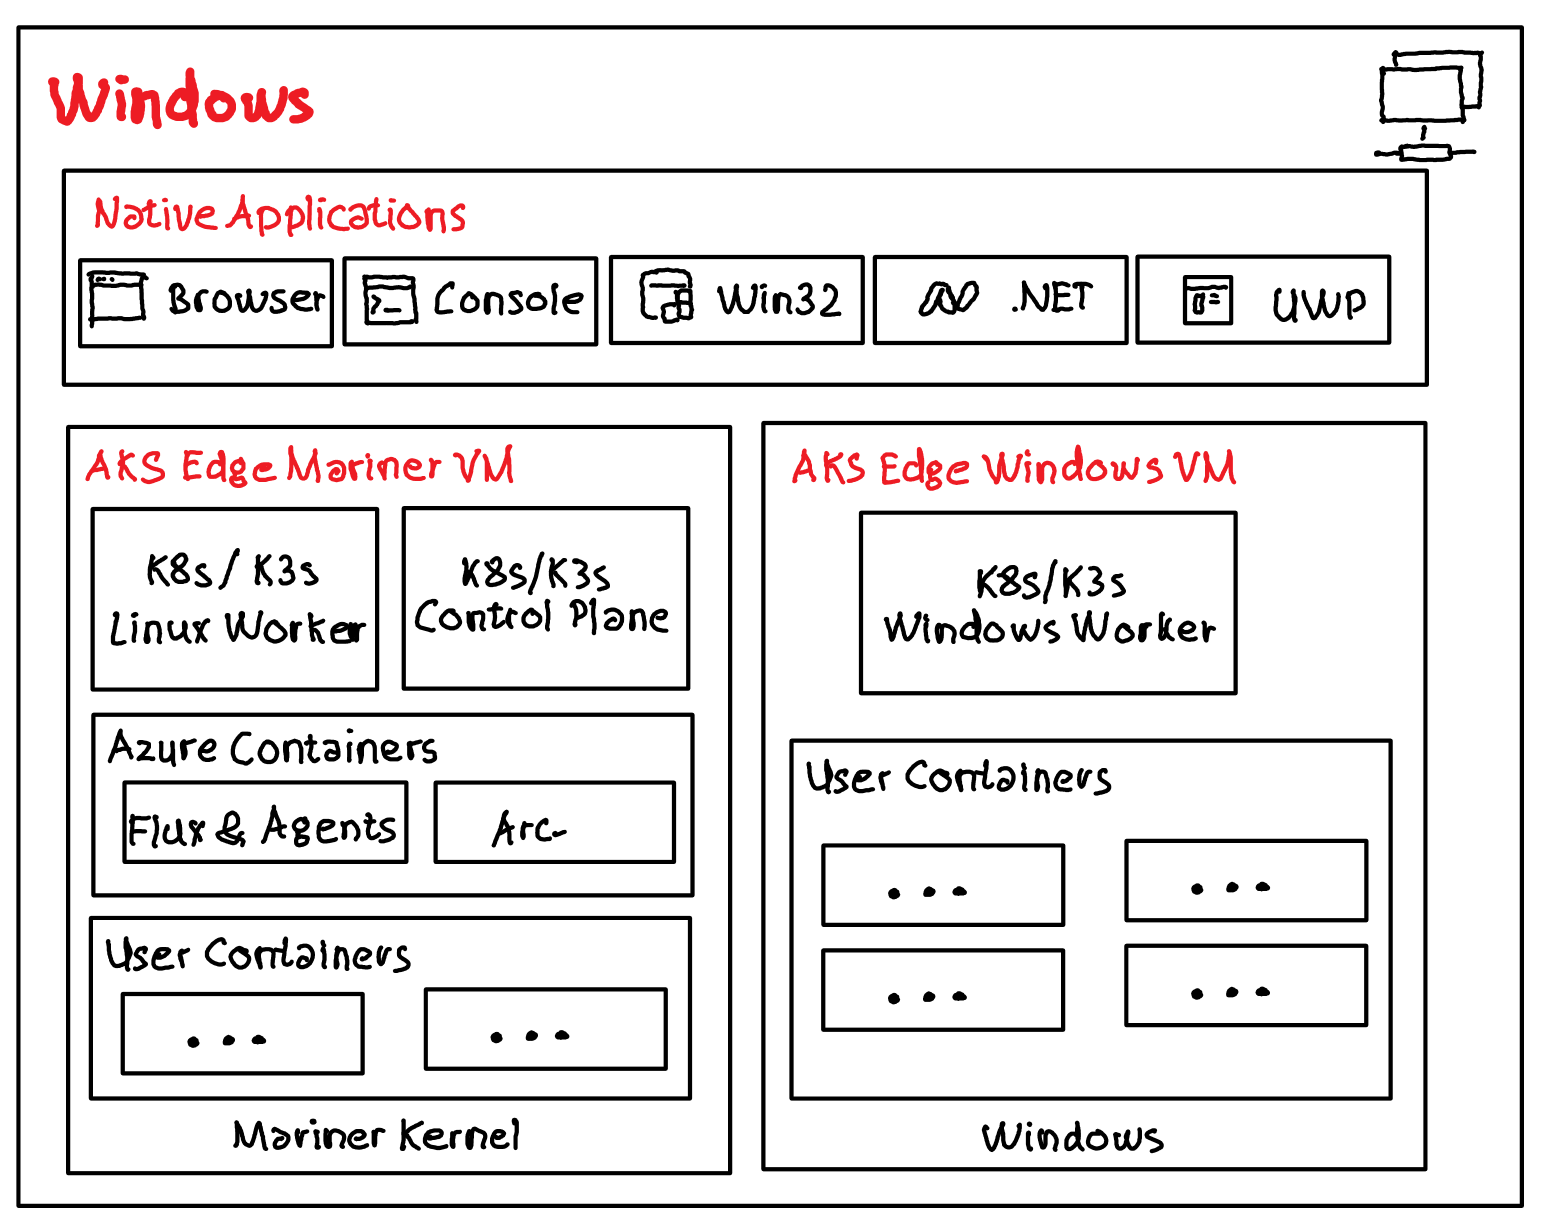 Windows
Native Applications
Browser
Console
Win32
.NET
UWP
AKS Edge Mariner VM
K8s/K3s
Linux Worker
K8s/K3s
Control Plane
Azure Containers
Flux & Agents
Arc
User Containers
...
...
Mariner Kernel
AKS Edge Windows VM
K8s/K3s
Windows Worker
User Containers
...
...
...
...
Windows